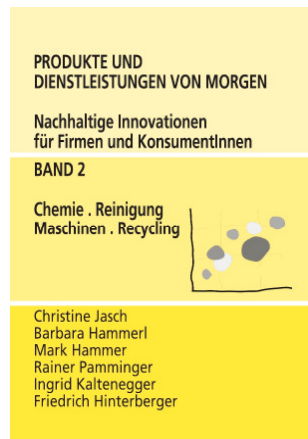 PRODUKTE UND
DIENSTLEISTUNGEN VON MORGEN
Nachhaltige Innovationen
für Firmen und KonsumentInnen
BAND 2
Chemie . Reinigung
Maschinen . Recycling
Christine Jasch
Barbara Hammerl
Mark Hammer
Rainer Pamminger
Ingrid Kaltenegger
Friedrich Hinterberger